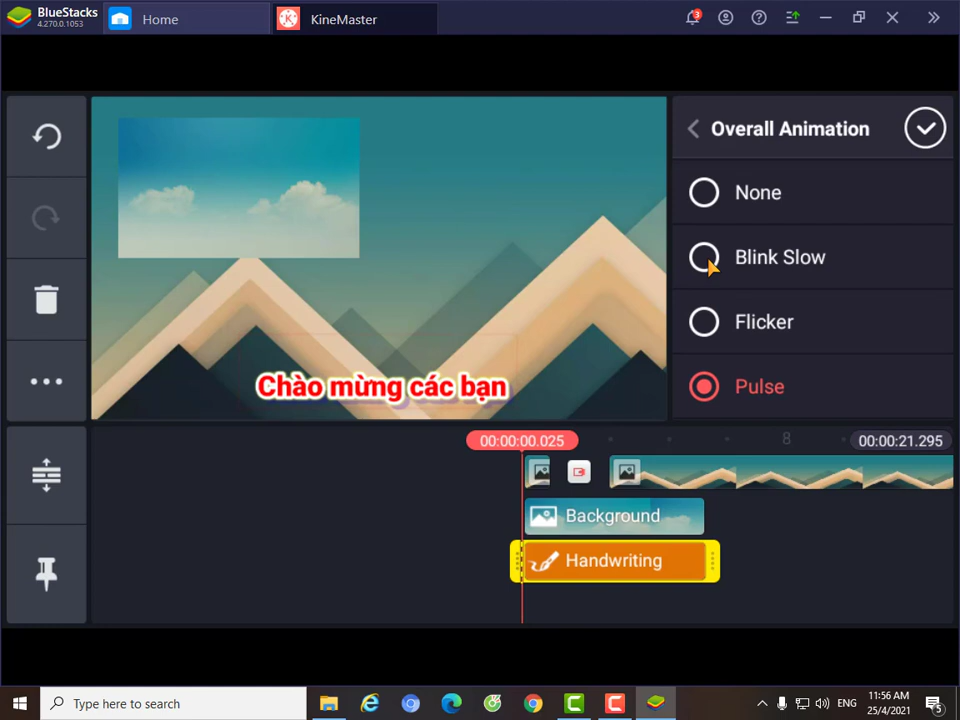 BlueStacks
4.270.0.1053
Home
KineMaster
3
Overall Animation
None
Blink Slow
Flicker
Pulse
Chào mừng các bạn
00:00:00.025
8
00:00:21.295
Background
Handwriting
Type here to search
ENG
11:56 AM
25/4/2021
5